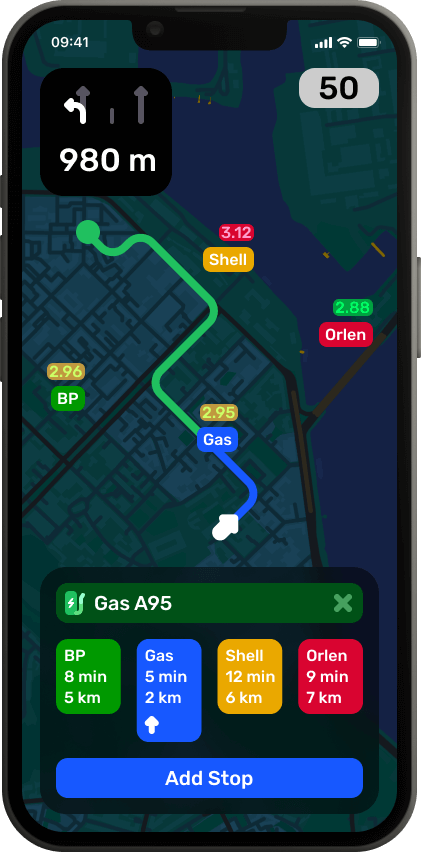 09:41
50
980 m
3.12
Shell
2.88
Orlen
2.96
BP
2.95
Gas
Gas A95
BP
8 min
5 km
Gas
5 min
2 km
Shell
12 min
6 km
Orlen
9 min
7 km
Add Stop